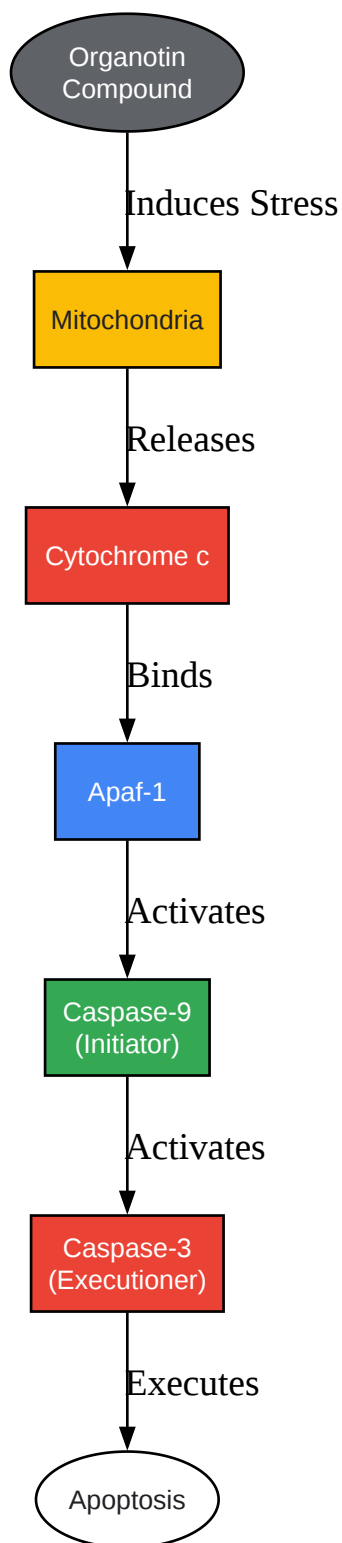 Organotin
Compound
Induces Stress
Mitochondria
Releases
Cytochrome c
Binds
Apaf-1
Activates
Caspase-9
(Initiator)
Activates
Caspase-3
(Executioner)
Executes
Apoptosis